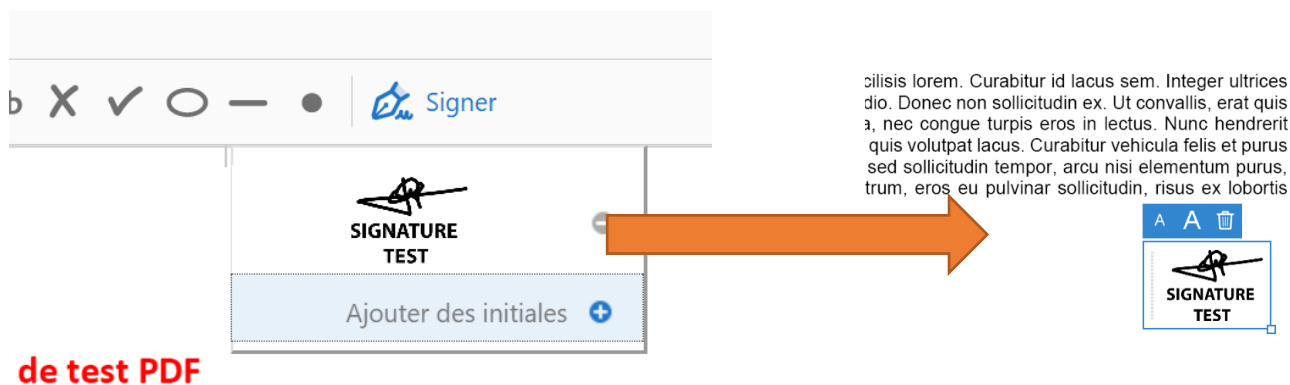 Signer
SIGNATURE
TEST
Ajouter des initiales
de test PDF
cilisis lorem. Curabitur id lacus sem. Integer ultrices
dio. Donec non sollicitudin ex. Ut convallis, erat quis
a, nec congue turpis eros in lectus. Nunc hendrerit
quis volutpat lacus. Curabitur vehicula felis et purus
sed sollicitudin tempor, arcu nisi elementum purus,
trum, eros eu pulvinar sollicitudin, risus ex lobortis
A A
SIGNATURE
TEST